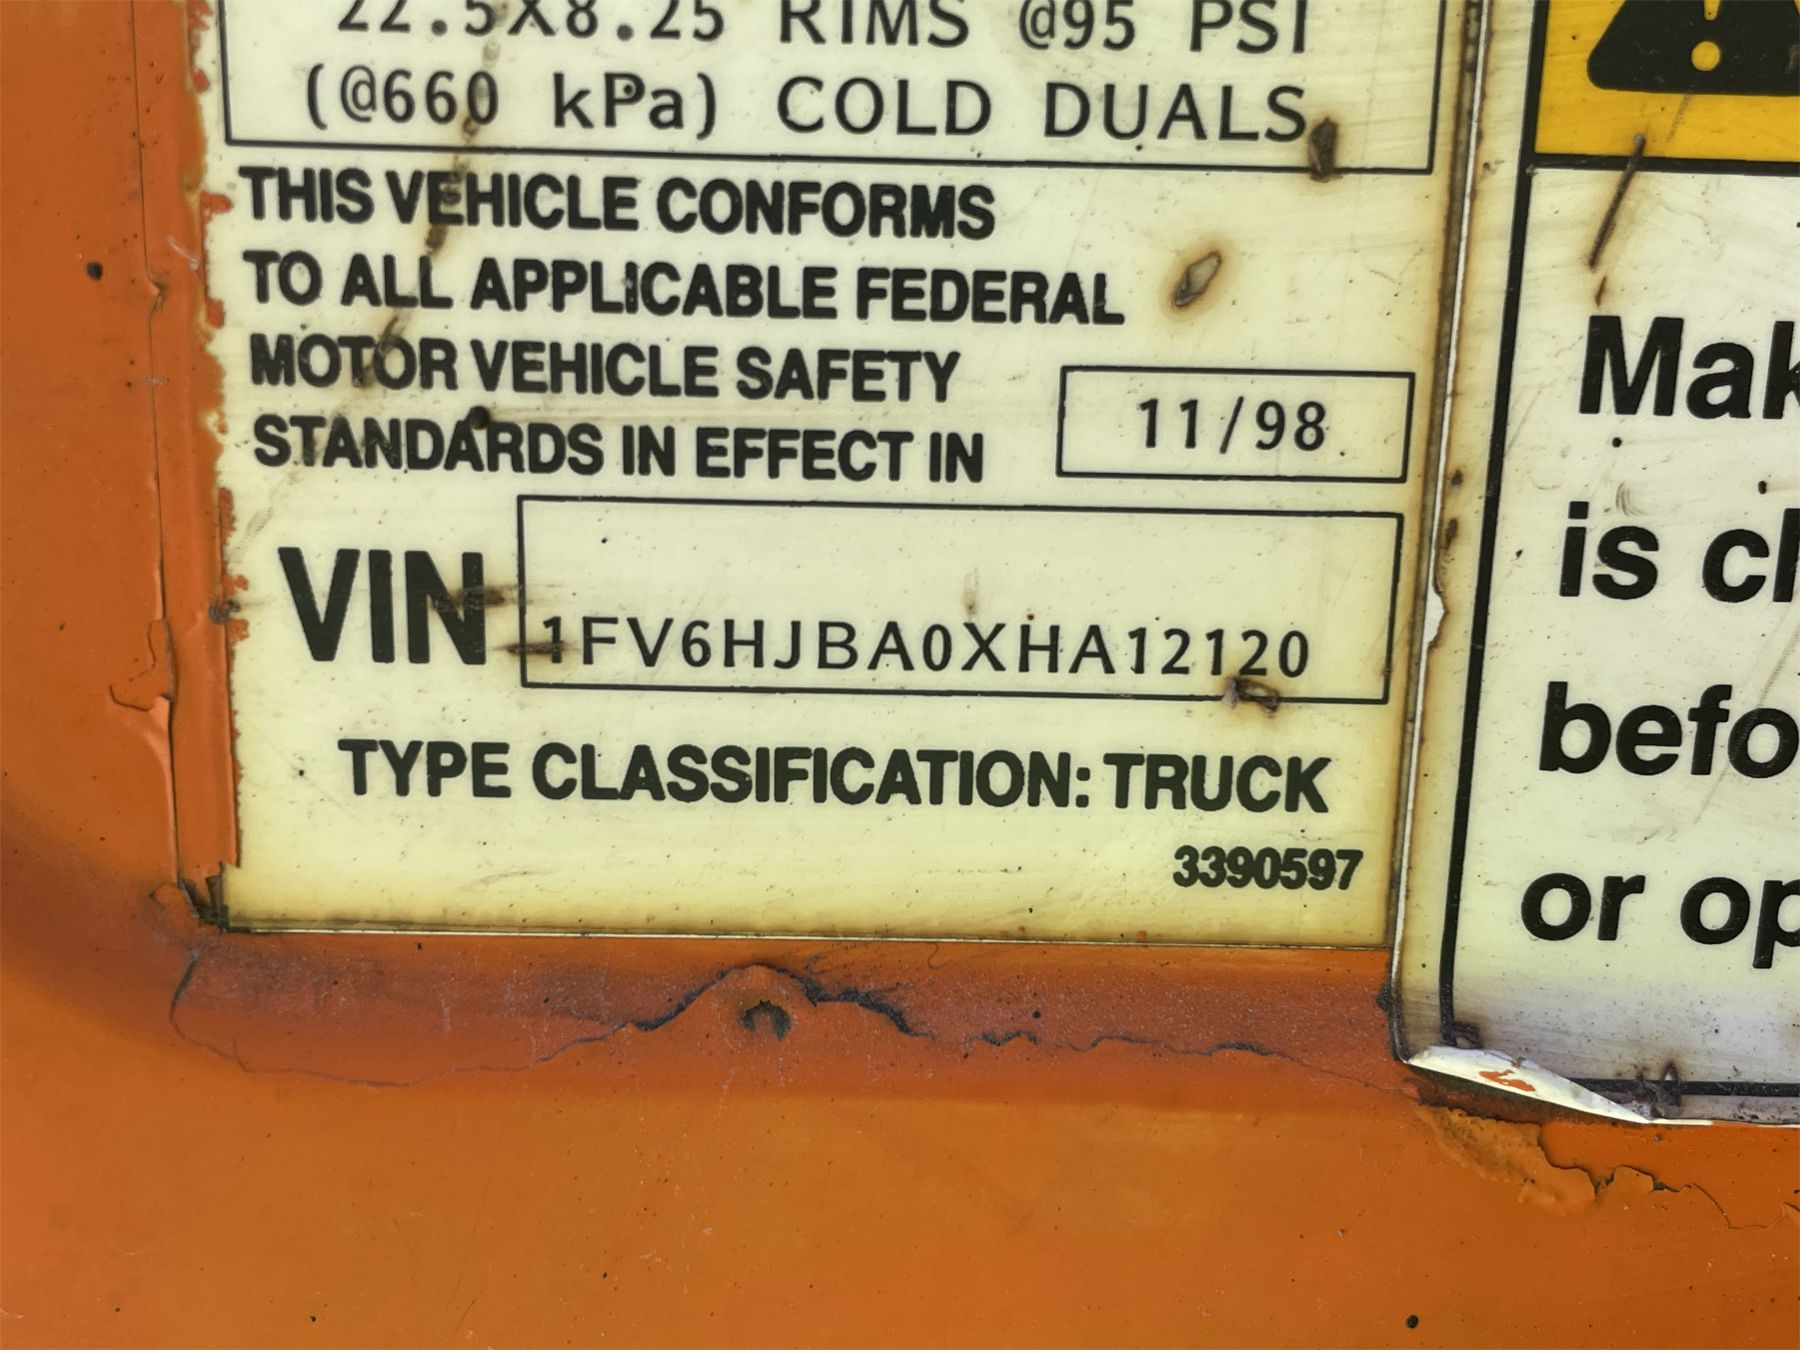 22.5X8.25 RIMS @95 PSI
(@660 kPa) COLD DUALS
THIS VEHICLE CONFORMS
TO ALL APPLICABLE FEDERAL
MOTOR VEHICLE SAFETY
STANDARDS IN EFFECT IN
11/98
VIN
1FV6HJBA0XHA12120
TYPE CLASSIFICATION: TRUCK
3390597
Mak
is cl
befo
or op